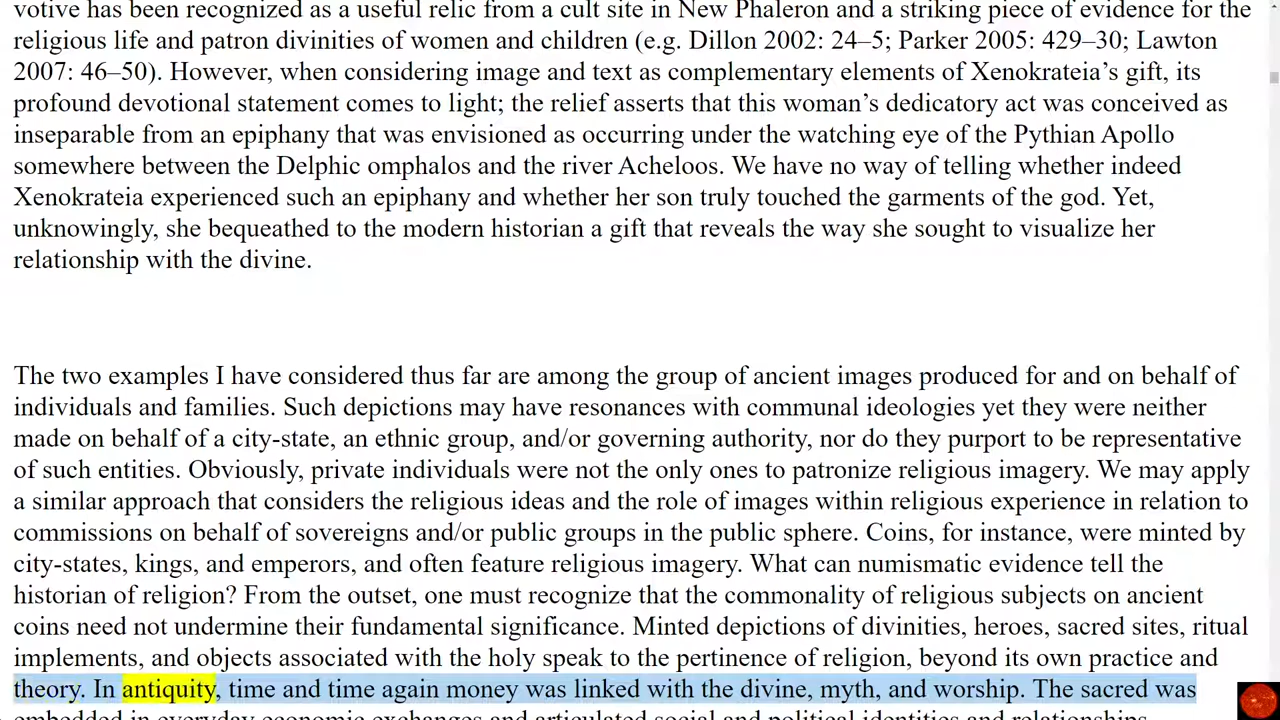 votive has been recognized as a useful relic from a cult site in New Phaleron and a striking piece of evidence for the
religious life and patron divinities of women and children (e.g. Dillon 2002: 24–5; Parker 2005: 429–30; Lawton
2007: 46–50). However, when considering image and text as complementary elements of Xenokrateia’s gift, its
profound devotional statement comes to light; the relief asserts that this woman’s dedicatory act was conceived as
inseparable from an epiphany that was envisioned as occurring under the watching eye of the Pythian Apollo
somewhere between the Delphic omphalos and the river Acheloos. We have no way of telling whether indeed
Xenokrateia experienced such an epiphany and whether her son truly touched the garments of the god. Yet,
unknowingly, she bequeathed to the modern historian a gift that reveals the way she sought to visualize her
relationship with the divine.
The two examples I have considered thus far are among the group of ancient images produced for and on behalf of
individuals and families. Such depictions may have resonances with communal ideologies yet they were neither
made on behalf of a city-state, an ethnic group, and/or governing authority, nor do they purport to be representative
of such entities. Obviously, private individuals were not the only ones to patronize religious imagery. We may apply
a similar approach that considers the religious ideas and the role of images within religious experience in relation to
commissions on behalf of sovereigns and/or public groups in the public sphere. Coins, for instance, were minted by
city-states, kings, and emperors, and often feature religious imagery. What can numismatic evidence tell the
historian of religion? From the outset, one must recognize that the commonality of religious subjects on ancient
coins need not undermine their fundamental significance. Minted depictions of divinities, heroes, sacred sites, ritual
implements, and objects associated with the holy speak to the pertinence of religion, beyond its own practice and
theory. In antiquity, time and time again money was linked with the divine, myth, and worship. The sacred was
embedded in everyday economic exchanges and articulated social and political identities and relationships